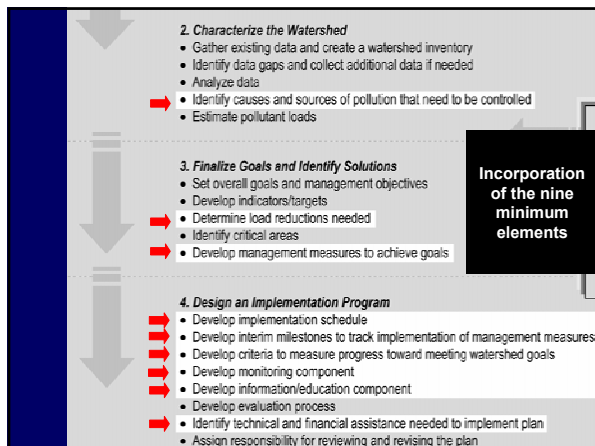 2. Characterize the Watershed
• Gather existing data and create a watershed inventory
• Identify data gaps and collect additional data if needed
• Analyze data
• Identify causes and sources of pollution that need to be controlled
• Estimate pollutant loads
3. Finalize Goals and Identify Solutions
• Set overall goals and management objectives
• Develop indicators/targets
• Determine load reductions needed
• Identify critical areas
• Develop management measures to achieve goals
Incorporation
of the nine
minimum
elements
4. Design an Implementation Program
• Develop implementation schedule
• Develop interim milestones to track implementation of management measures
• Develop criteria to measure progress toward meeting watershed goals
• Develop monitoring component
• Develop information/education component
• Develop evaluation process
• Identify technical and financial assistance needed to implement plan
• Assign responsibility for reviewing and revising the plan